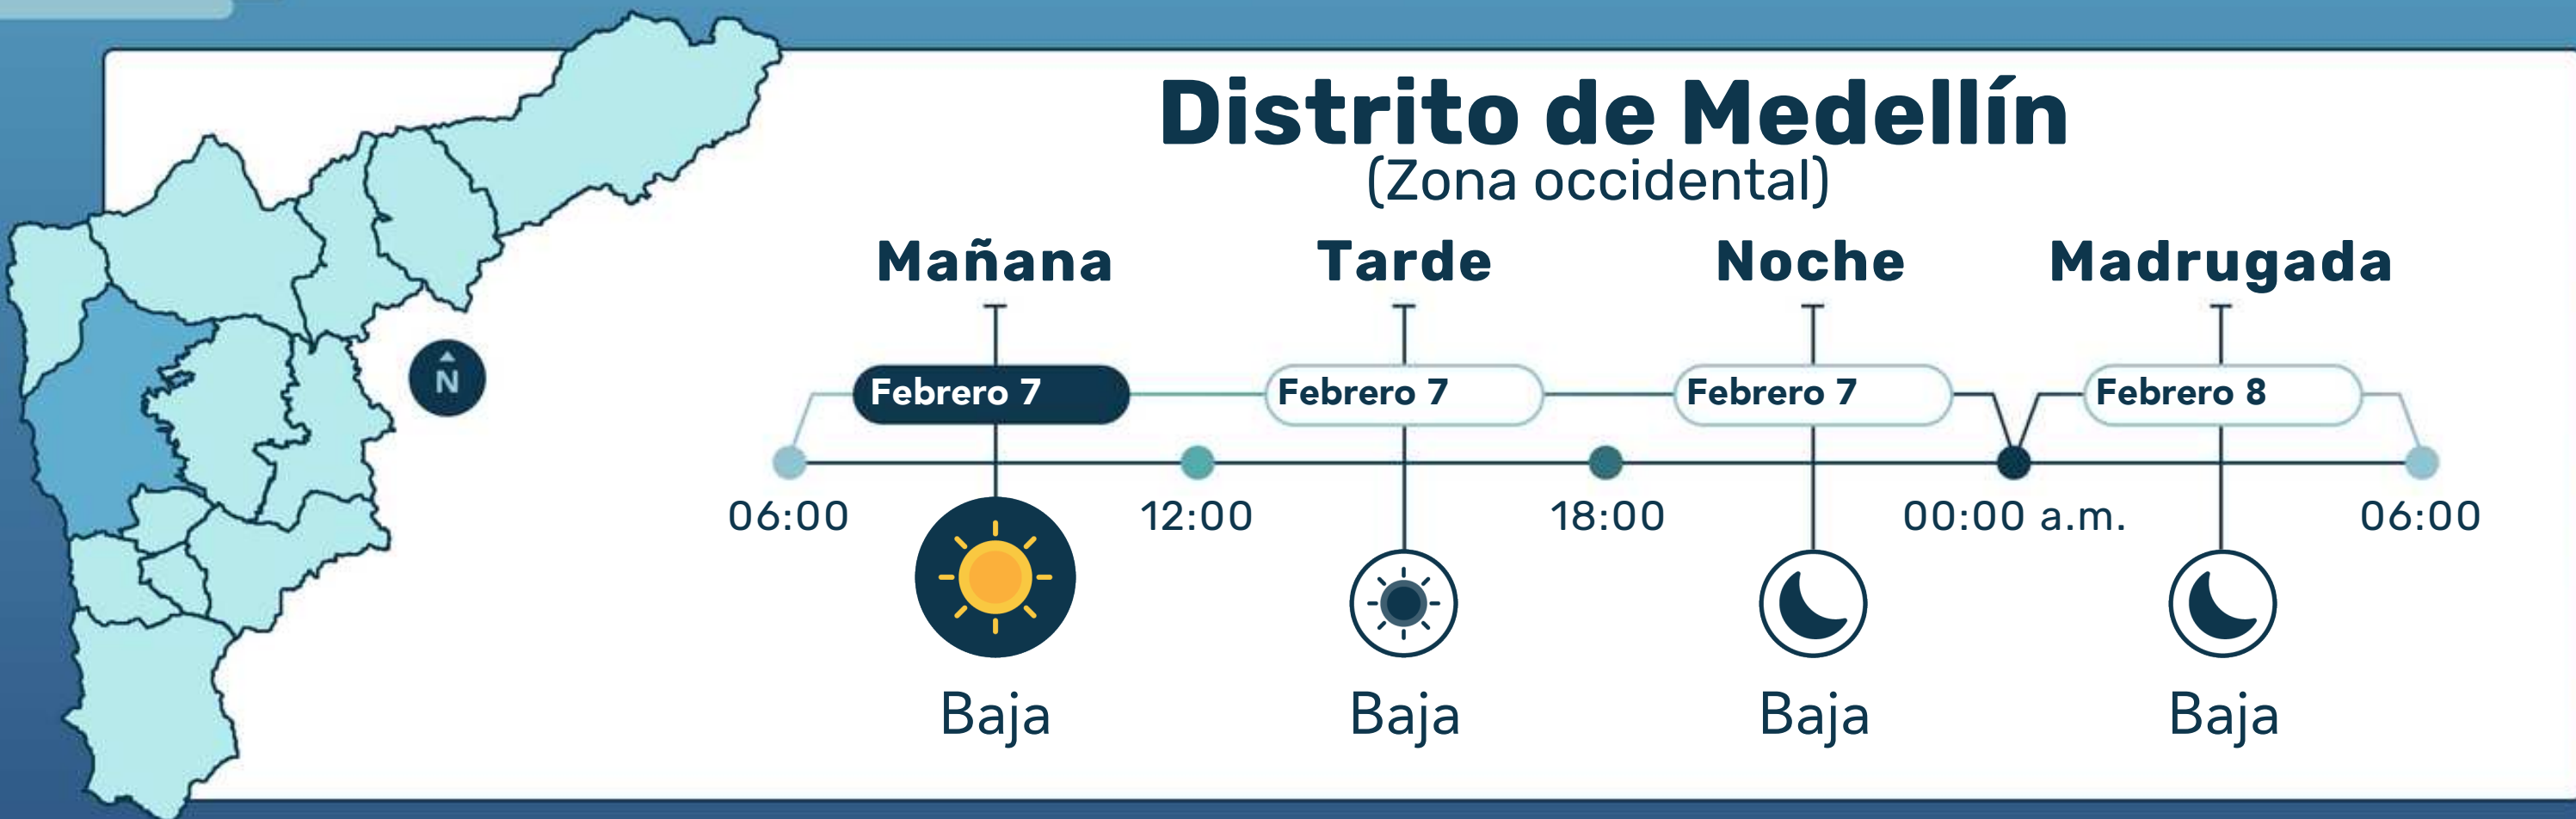 Distrito de Medellín
(Zona occidental)
Mañana Tarde Noche Madrugada
Febrero 7 Febrero 7 Febrero 7 Febrero 8
N
06:00 12:00 18:00 00:00 a.m. 06:00
Baja Baja Baja Baja